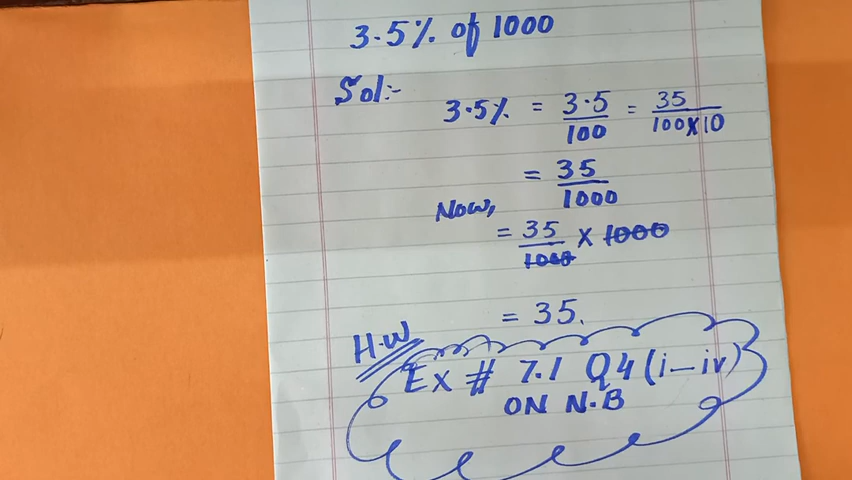 3.5% of 1000
Sol:-
3.5% = 3.5/100 = 35/100×10
= 35/1000
Now,
= 35/1000 × 1000
= 35.
H.W
Ex # 7.1 Q4 (i-iv)
ON N.B